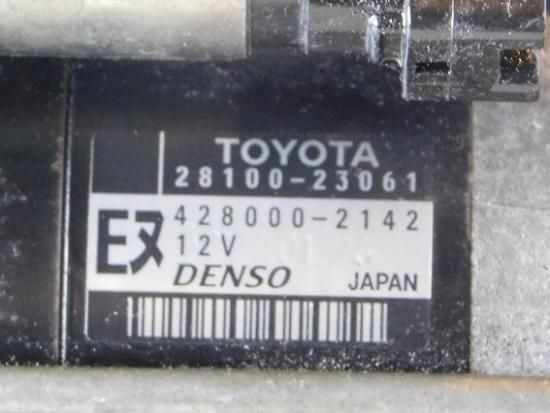 TOYOTA
28100-23061
EX 428000-2142
12V
DENSO JAPAN